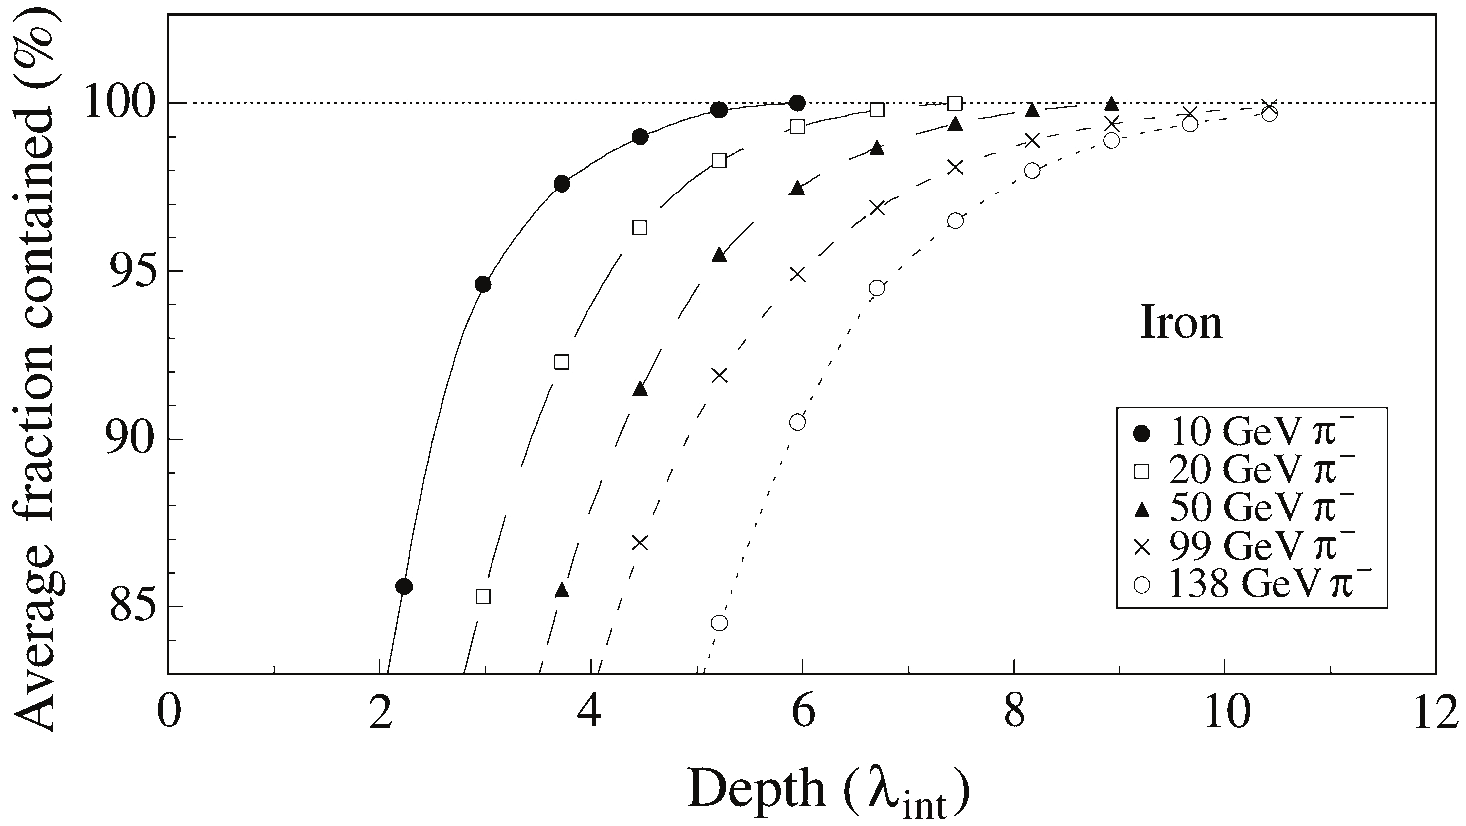 Average fraction contained (%)
100
95
90
85
Iron
10 GeV π⁻
20 GeV π⁻
50 GeV π⁻
99 GeV π⁻
138 GeV π⁻
0 2 4 6 8 10 12
Depth (λint)